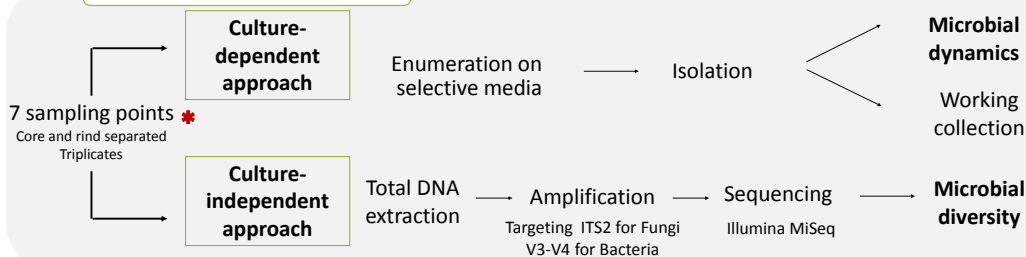 7 sampling points *
Core and rind separated
Triplicates
Culture-
dependent
approach
Enumeration on
selective media
Isolation
Microbial
dynamics
Working
collection
Culture-
independent
approach
Total DNA
extraction
Amplification
Targeting ITS2 for Fungi
V3-V4 for Bacteria
Sequencing
Illumina MiSeq
Microbial
diversity